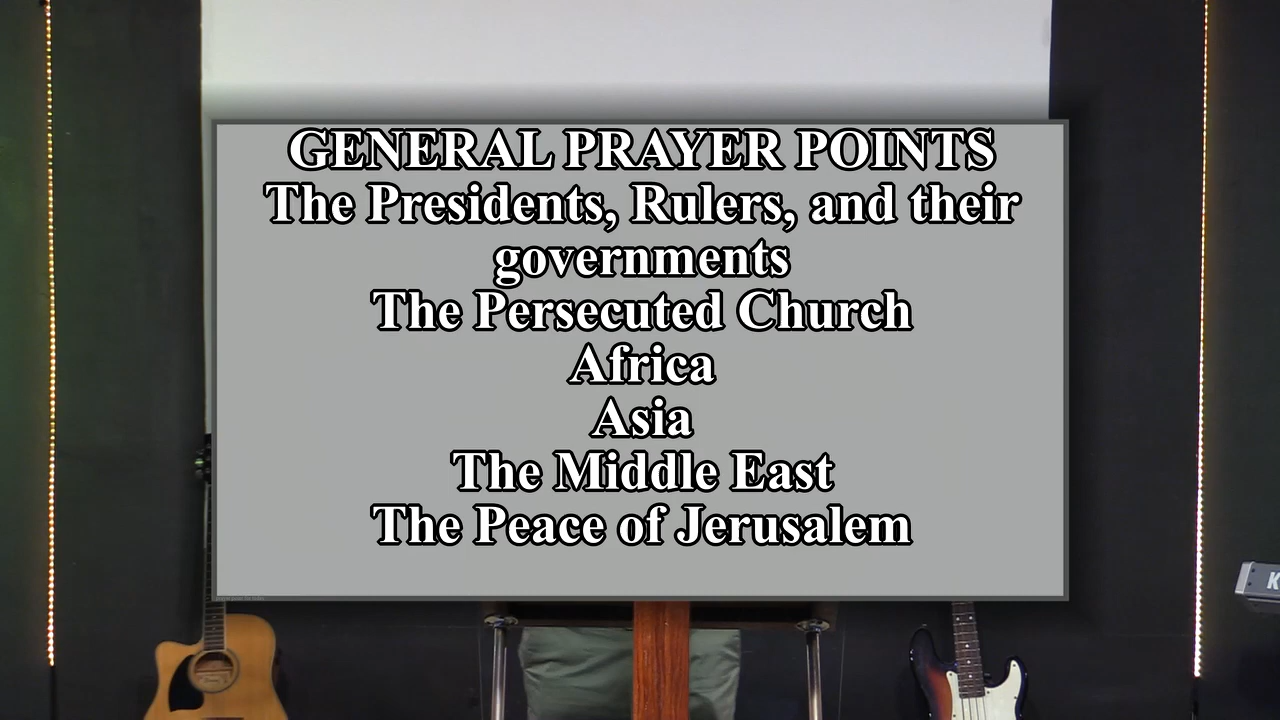 GENERAL PRAYER POINTS
The Presidents, Rulers, and their
governments
The Persecuted Church
Africa
Asia
The Middle East
The Peace of Jerusalem
K